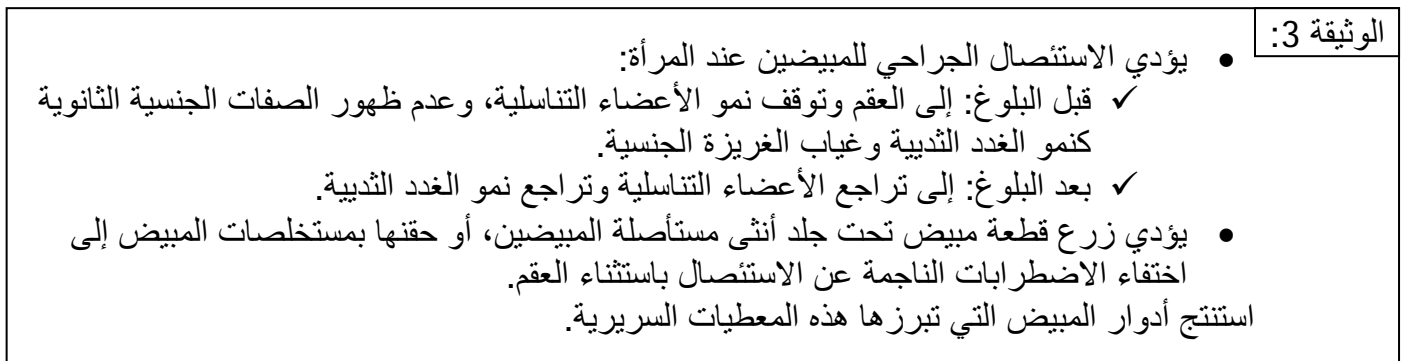 الوثيقة 3:
• يؤدي الاستئصال الجراحي للمبيضين عند المرأة:
✓ قبل البلوغ: إلى العقم وتوقف نمو الأعضاء التناسلية، وعدم ظهور الصفات الجنسية الثانوية
كنمو الغدد الثديية وغياب الغريزة الجنسية.
✓ بعد البلوغ: إلى تراجع الأعضاء التناسلية وتراجع نمو الغدد الثديية.
• يؤدي زرع قطعة مبيض تحت جلد أنثى مستأصلة المبيضين، أو حقنها بمستخلصات المبيض إلى
اختفاء الاضطرابات الناجمة عن الاستئصال باستثناء العقم.
استنتج أدوار المبيض التي تبرزها هذه المعطيات السريرية.